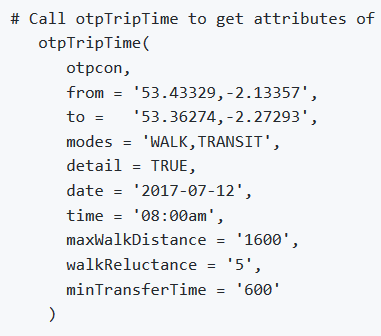 # Call otpTripTime to get attributes of
otpTripTime(
otpcon,
from = '53.43329,-2.13357',
to =   '53.36274,-2.27293',
modes = 'WALK,TRANSIT',
detail = TRUE,
date = '2017-07-12',
time = '08:00am',
maxWalkDistance = '1600',
walkReluctance = '5',
minTransferTime = '600'
)